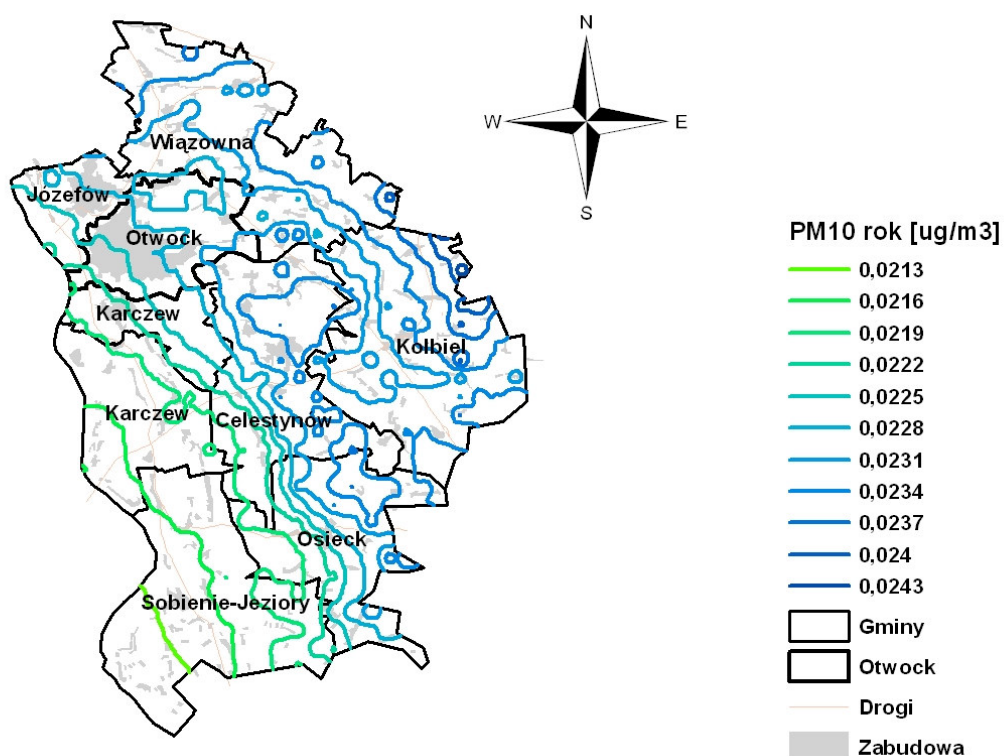 N
W
E
S
Wiązowna
Józefów
Otwock
Karczew
Kołbiel
Karczew
Celestynów
Osieck
Sobienie-Jeziory
PM10 rok [ug/m3]
0,0213
0,0216
0,0219
0,0222
0,0225
0,0228
0,0231
0,0234
0,0237
0,024
0,0243
Gminy
Otwock
Drogi
Zabudowa